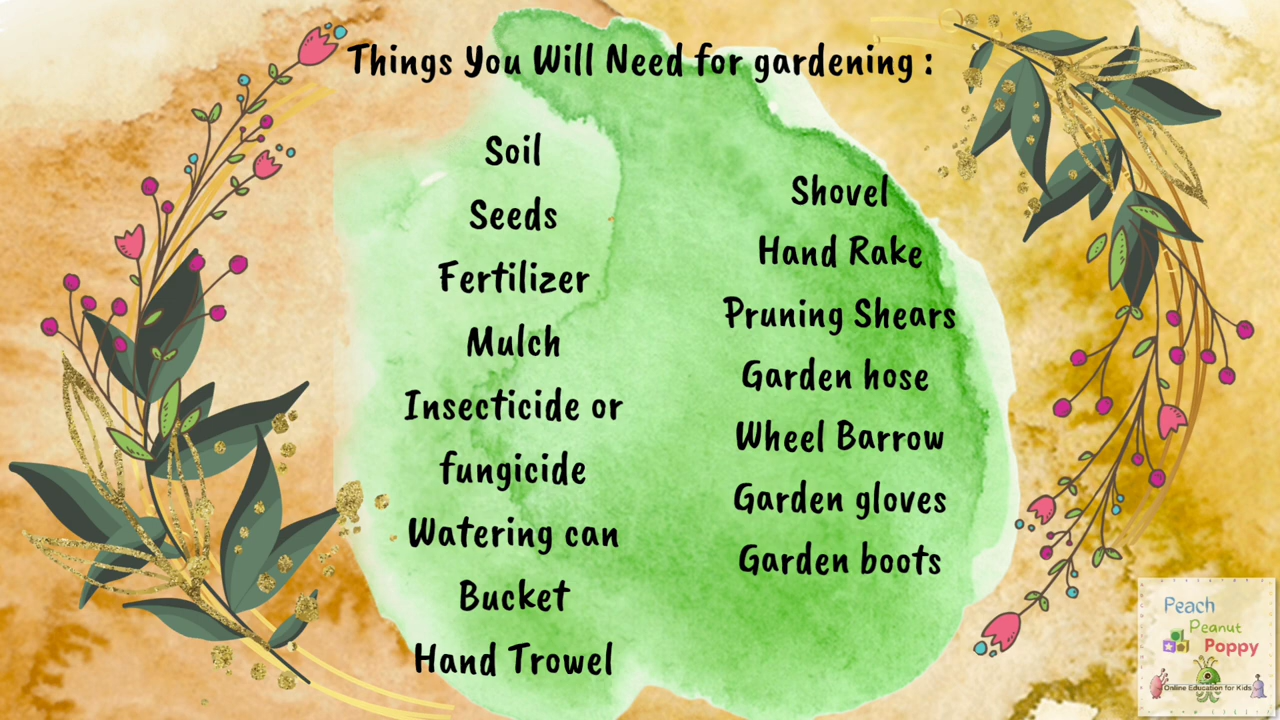 Things You Will Need for gardening :
Soil
Seeds
Fertilizer
Mulch
Insecticide or
fungicide
Watering can
Bucket
Hand Trowel
Shovel
Hand Rake
Pruning Shears
Garden hose
Wheel Barrow
Garden gloves
Garden boots
Peach
Peanut
Poppy
Online Education for Kids